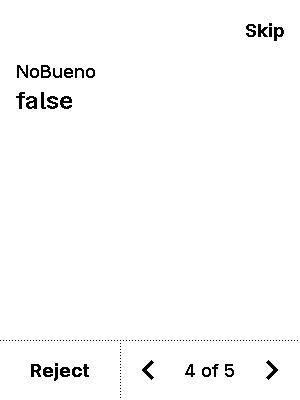 Skip
NoBueno
false
Reject
4 of 5